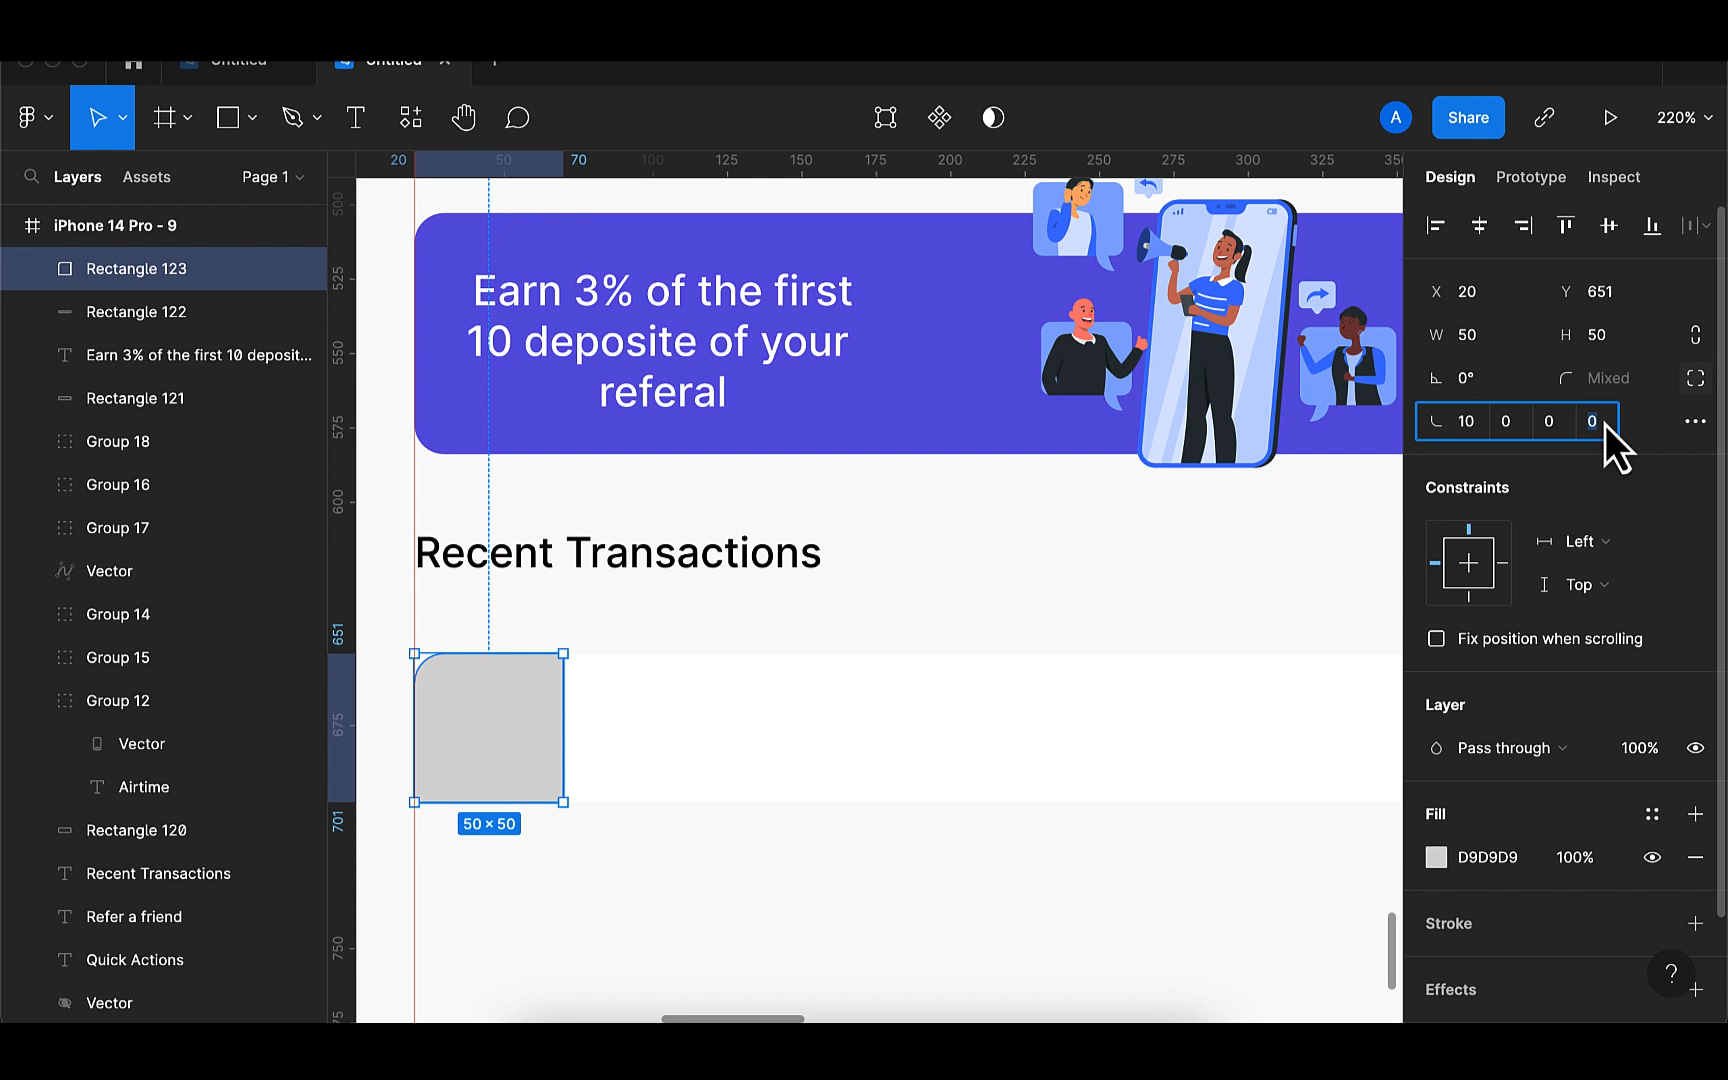 Untitled
Untitled
A
Share
220%
Layers
Assets
Page 1
20
50
70
100
125
150
175
200
225
250
275
300
325
Design
Prototype
Inspect
iPhone 14 Pro - 9
Rectangle 123
Rectangle 122
Earn 3% of the first 10 deposit...
Rectangle 121
Group 18
Group 16
Group 17
Vector
Group 14
Group 15
Group 12
Vector
Airtime
Rectangle 120
Recent Transactions
Refer a friend
Quick Actions
Vector
500
525
550
575
600
651
675
701
750
Earn 3% of the first
10 deposite of your
referal
Recent Transactions
50 × 50
X 20
Y 651
W 50
H 50
0°
Mixed
10 0 0 0
Constraints
Left
Top
Fix position when scrolling
Layer
Pass through
100%
Fill
D9D9D9
100%
Stroke
?
Effects